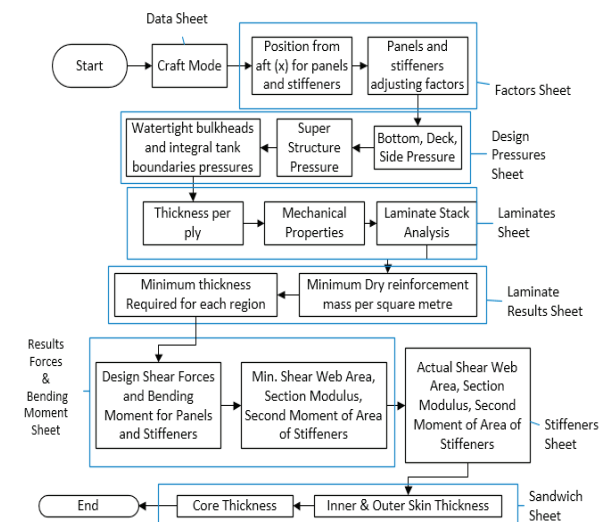 Data Sheet
Start
Craft Mode
Position from
aft (x) for panels
and stiffeners
Panels and
stiffeners
adjusting factors
Factors Sheet
Watertight bulkheads
and integral tank
boundaries pressures
Super
Structure
Pressure
Bottom, Deck,
Side Pressure
Design
Pressures
Sheet
Thickness per
ply
Mechanical
Properties
Laminate Stack
Analysis
Laminates
Sheet
Minimum thickness
Required for each region
Minimum Dry reinforcement
mass per square metre
Laminate
Results Sheet
Results
Forces
&
Bending
Moment
Sheet
Design Shear Forces
and Bending
Moment for Panels
and Stiffeners
Min. Shear Web Area,
Section Modulus,
Second Moment of Area
of Stiffeners
Actual Shear Web
Area, Section
Modulus, Second
Moment of Area of
Stiffeners
Stiffeners
Sheet
End
Core Thickness
Inner & Outer Skin Thickness
Sandwich
Sheet